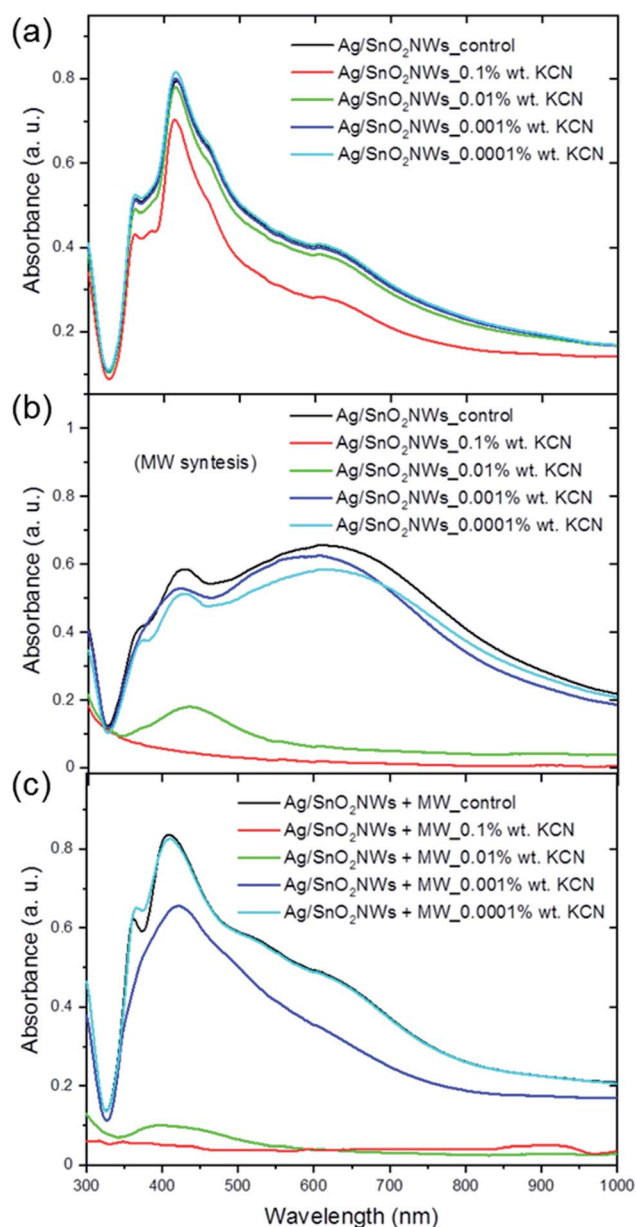 (a)
Ag/SnO₂NWs_control
Ag/SnO₂NWs_0.1% wt. KCN
Ag/SnO₂NWs_0.01% wt. KCN
Ag/SnO₂NWs_0.001% wt. KCN
Ag/SnO₂NWs_0.0001% wt. KCN
0.8
0.6
0.4
0.2
Absorbance (a. u.)
(b)
Ag/SnO₂NWs_control
Ag/SnO₂NWs_0.1% wt. KCN
Ag/SnO₂NWs_0.01% wt. KCN
Ag/SnO₂NWs_0.001% wt. KCN
Ag/SnO₂NWs_0.0001% wt. KCN
(MW syntesis)
1
0.8
0.6
0.4
0.2
0
Absorbance (a. u.)
(c)
Ag/SnO₂NWs + MW_control
Ag/SnO₂NWs + MW_0.1% wt. KCN
Ag/SnO₂NWs + MW_0.01% wt. KCN
Ag/SnO₂NWs + MW_0.001% wt. KCN
Ag/SnO₂NWs + MW_0.0001% wt. KCN
0.8
0.6
0.4
0.2
0
Absorbance (a. u.)
300 400 500 600 700 800 900 1000
Wavelength (nm)